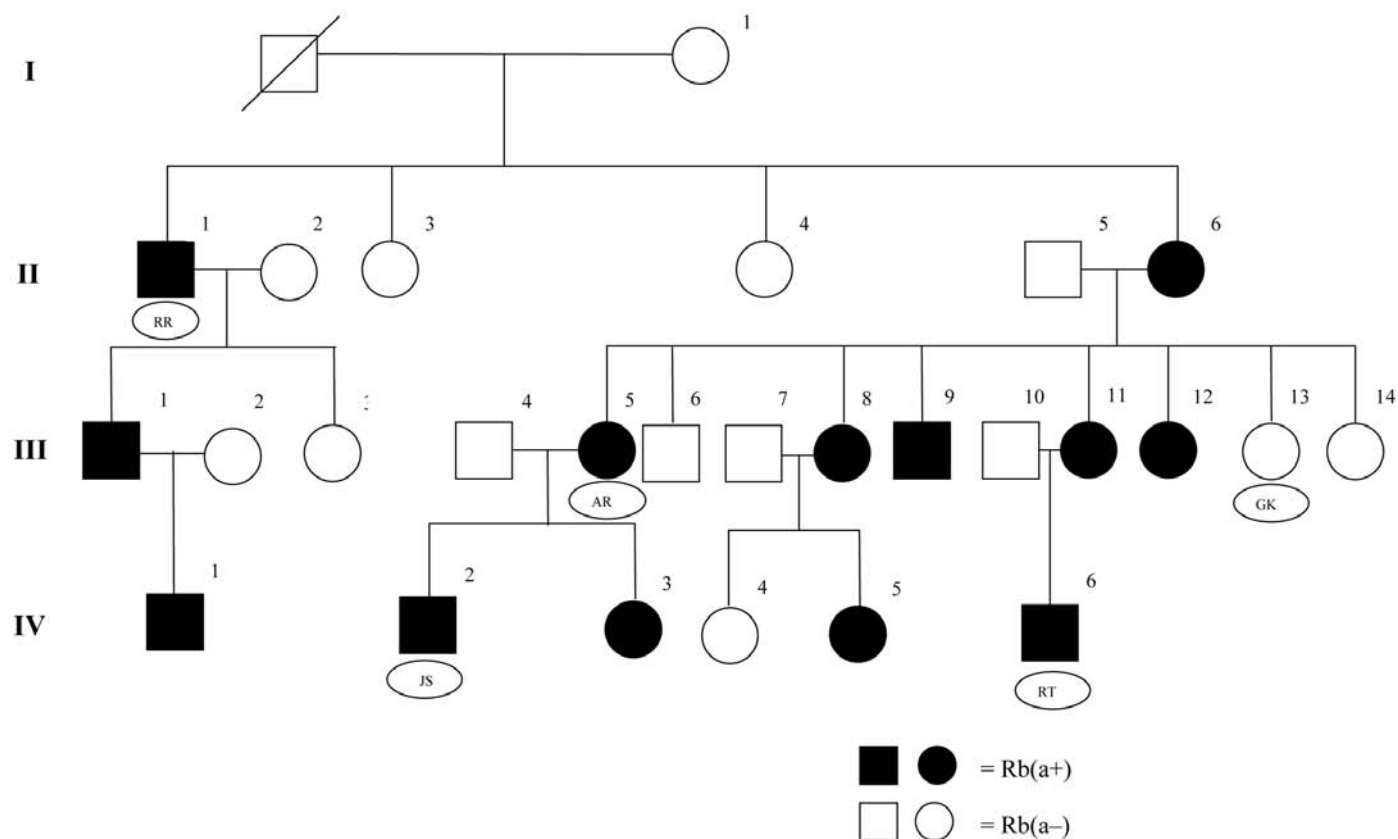 1
I
1 2 3 4 5 6
II
RR
1 2 4 5 6 7 8 9 10 11 12 13 14
III
AR GK
1 2 3 4 5 6
IV
JS RT
= Rb(a+)
= Rb(a–)